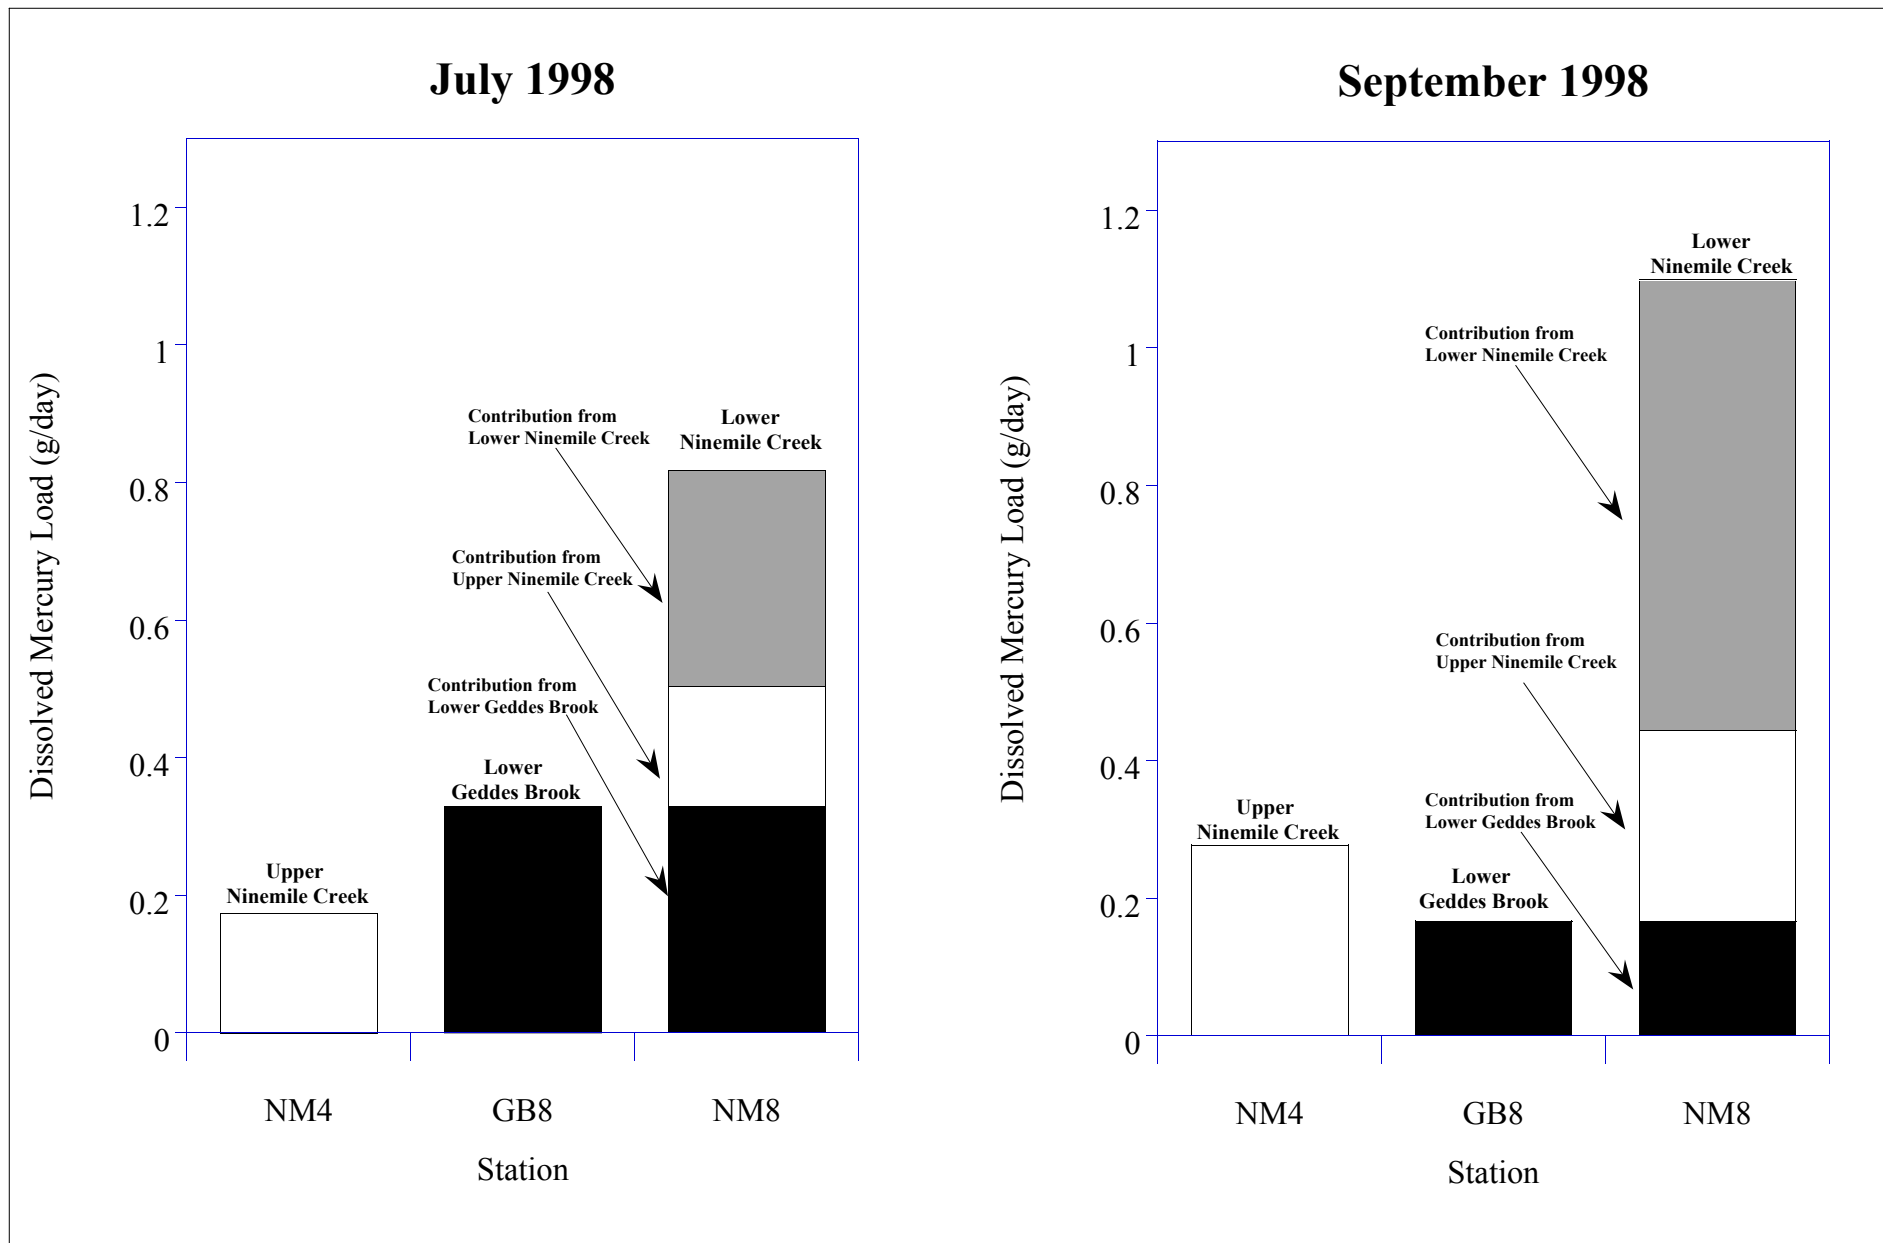 July 1998
Dissolved Mercury Load (g/day)
1.2
1
0.8
0.6
0.4
0.2
0
Contribution from
Lower Ninemile Creek
Lower
Ninemile Creek
Contribution from
Upper Ninemile Creek
Contribution from
Lower Geddes Brook
Lower
Geddes Brook
Upper
Ninemile Creek
NM4 GB8 NM8
Station
September 1998
Dissolved Mercury Load (g/day)
1.2
1
0.8
0.6
0.4
0.2
0
Lower
Ninemile Creek
Contribution from
Lower Ninemile Creek
Contribution from
Upper Ninemile Creek
Contribution from
Lower Geddes Brook
Upper
Ninemile Creek
Lower
Geddes Brook
NM4 GB8 NM8
Station